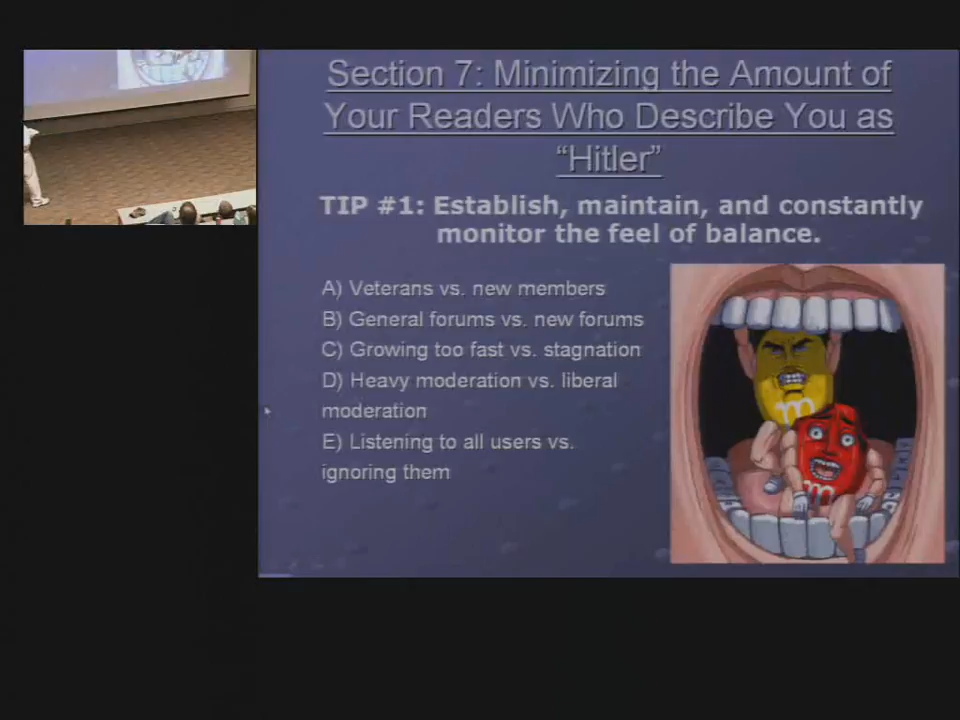 Section 7: Minimizing the Amount of
Your Readers Who Describe You as
“Hitler”
TIP #1: Establish, maintain, and constantly
monitor the feel of balance.
A) Veterans vs. new members
B) General forums vs. new forums
C) Growing too fast vs. stagnation
D) Heavy moderation vs. liberal
moderation
E) Listening to all users vs.
ignoring them
m
m